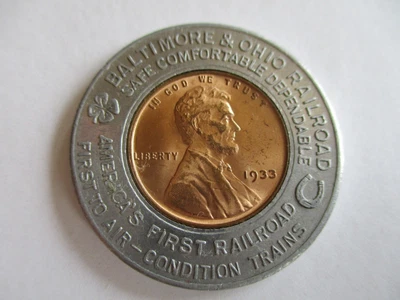 BALTIMORE & OHIO RAILROAD
SAFE COMFORTABLE DEPENDABLE
IN GOD WE TRUST
LIBERTY
1933
AMERICA'S FIRST RAILROAD
FIRST TO AIR-CONDITION TRAINS